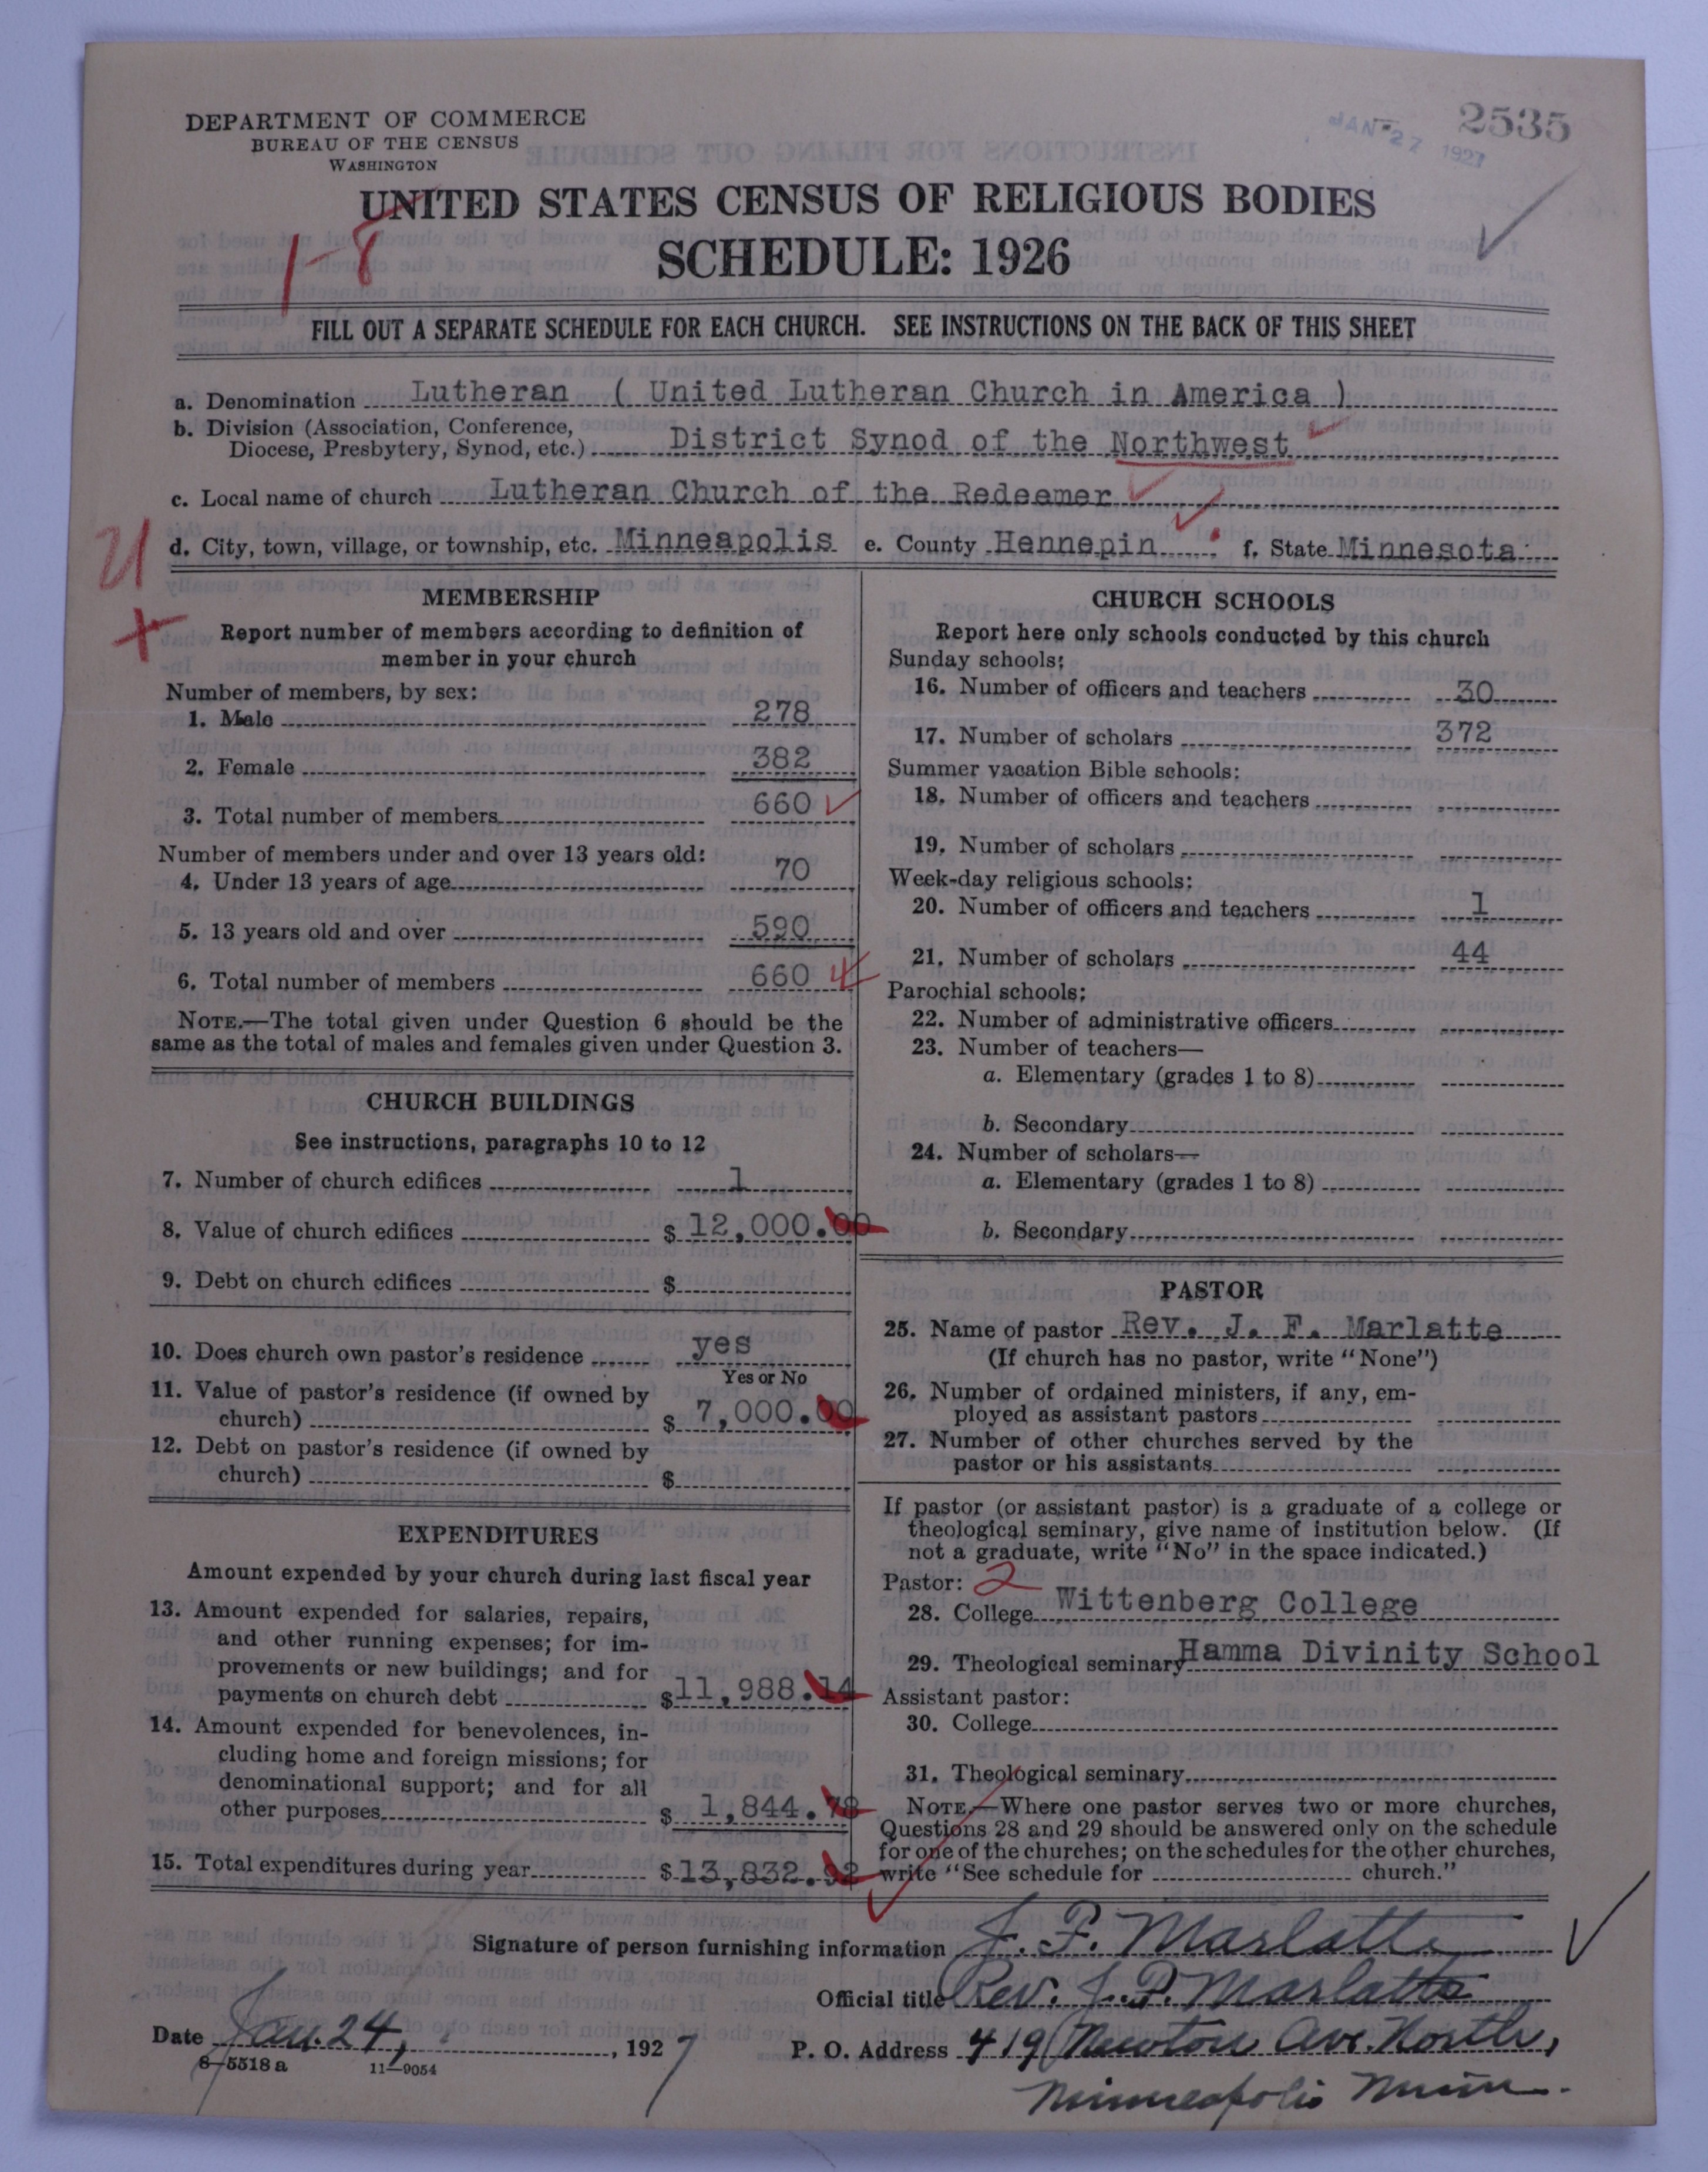 DEPARTMENT OF COMMERCE
BUREAU OF THE CENSUS
WASHINGTON
JAN 27 1927
2535
UNITED STATES CENSUS OF RELIGIOUS BODIES
SCHEDULE: 1926
1-8
FILL OUT A SEPARATE SCHEDULE FOR EACH CHURCH. SEE INSTRUCTIONS ON THE BACK OF THIS SHEET
a. Denomination Lutheran ( United Lutheran Church in America )
b. Division (Association, Conference,
Diocese, Presbytery, Synod, etc.) District Synod of the Northwest
c. Local name of church Lutheran Church of the Redeemer
d. City, town, village, or township, etc. Minneapolis e. County Hennepin f. State Minnesota
MEMBERSHIP
Report number of members according to definition of
member in your church
Number of members, by sex:
1. Male 278
2. Female 382
3. Total number of members 660
Number of members under and over 13 years old:
4. Under 13 years of age 70
5. 13 years old and over 590
6. Total number of members 660
NOTE.—The total given under Question 6 should be the
same as the total of males and females given under Question 3.
CHURCH BUILDINGS
See instructions, paragraphs 10 to 12
7. Number of church edifices 1
8. Value of church edifices $ 12,000.00
9. Debt on church edifices $
10. Does church own pastor's residence yes
Yes or No
11. Value of pastor's residence (if owned by
church) $ 7,000.00
12. Debt on pastor's residence (if owned by
church) $
EXPENDITURES
Amount expended by your church during last fiscal year
13. Amount expended for salaries, repairs,
and other running expenses; for im-
provements or new buildings; and for
payments on church debt $ 11,988.14
14. Amount expended for benevolences, in-
cluding home and foreign missions; for
denominational support; and for all
other purposes $ 1,844.78
15. Total expenditures during year $ 13,832.92
CHURCH SCHOOLS
Report here only schools conducted by this church
Sunday schools:
16. Number of officers and teachers 30
17. Number of scholars 372
Summer vacation Bible schools:
18. Number of officers and teachers
19. Number of scholars
Week-day religious schools:
20. Number of officers and teachers 1
21. Number of scholars 44
Parochial schools:
22. Number of administrative officers
23. Number of teachers—
a. Elementary (grades 1 to 8)
b. Secondary
24. Number of scholars—
a. Elementary (grades 1 to 8)
b. Secondary
PASTOR
25. Name of pastor Rev. J. F. Marlatte
(If church has no pastor, write "None")
26. Number of ordained ministers, if any, em-
ployed as assistant pastors
27. Number of other churches served by the
pastor or his assistants
If pastor (or assistant pastor) is a graduate of a college or
theological seminary, give name of institution below. (If
not a graduate, write "No" in the space indicated.)
Pastor: 2
28. College Wittenberg College
29. Theological seminary Hamma Divinity School
Assistant pastor:
30. College
31. Theological seminary
NOTE.—Where one pastor serves two or more churches,
Questions 28 and 29 should be answered only on the schedule
for one of the churches; on the schedules for the other churches,
write "See schedule for church."
Signature of person furnishing information J. F. Marlatte
Official title Rev. J. F. Marlatte
Date Jan. 24, 1927 P. O. Address 419 Newton Ave. North,
Minneapolis Minn.
8-5518 a 11-9054